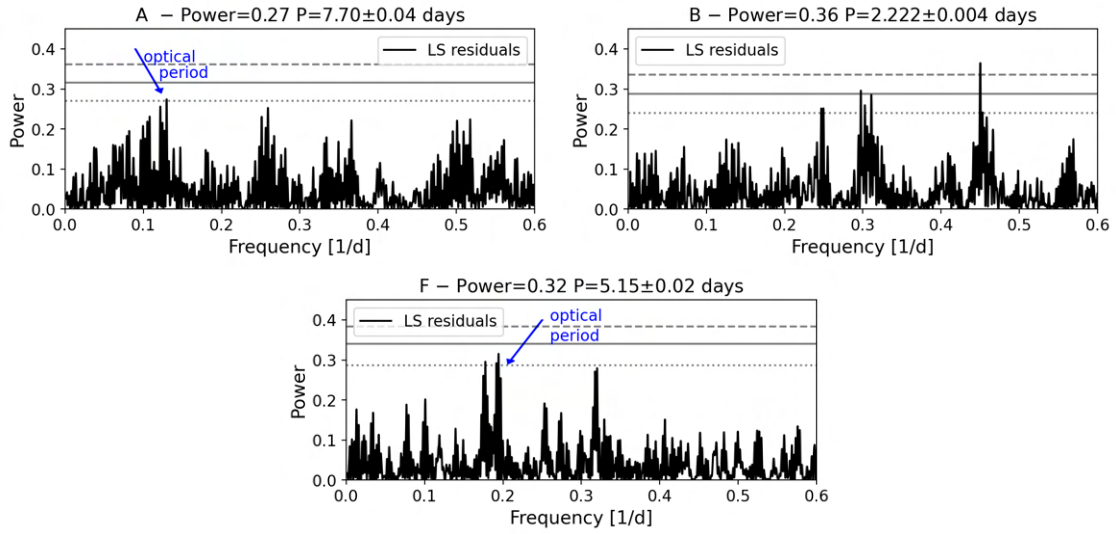 A − Power=0.27 P=7.70±0.04 days
LS residuals
optical
period
Power
0.4
0.3
0.2
0.1
0.0
0.0 0.1 0.2 0.3 0.4 0.5 0.6
Frequency [1/d]
B − Power=0.36 P=2.222±0.004 days
LS residuals
Power
0.4
0.3
0.2
0.1
0.0
0.0 0.1 0.2 0.3 0.4 0.5 0.6
Frequency [1/d]
F − Power=0.32 P=5.15±0.02 days
LS residuals
optical
period
Power
0.4
0.3
0.2
0.1
0.0
0.0 0.1 0.2 0.3 0.4 0.5 0.6
Frequency [1/d]